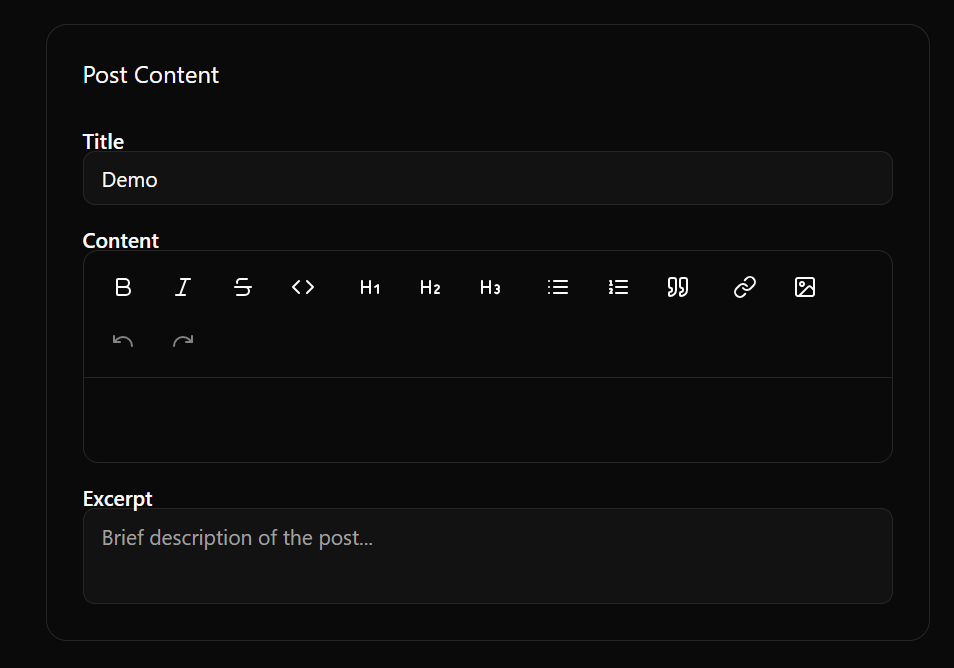 Post Content
Title
Demo
Content
B I S <> H1 H2 H3
Excerpt
Brief description of the post...